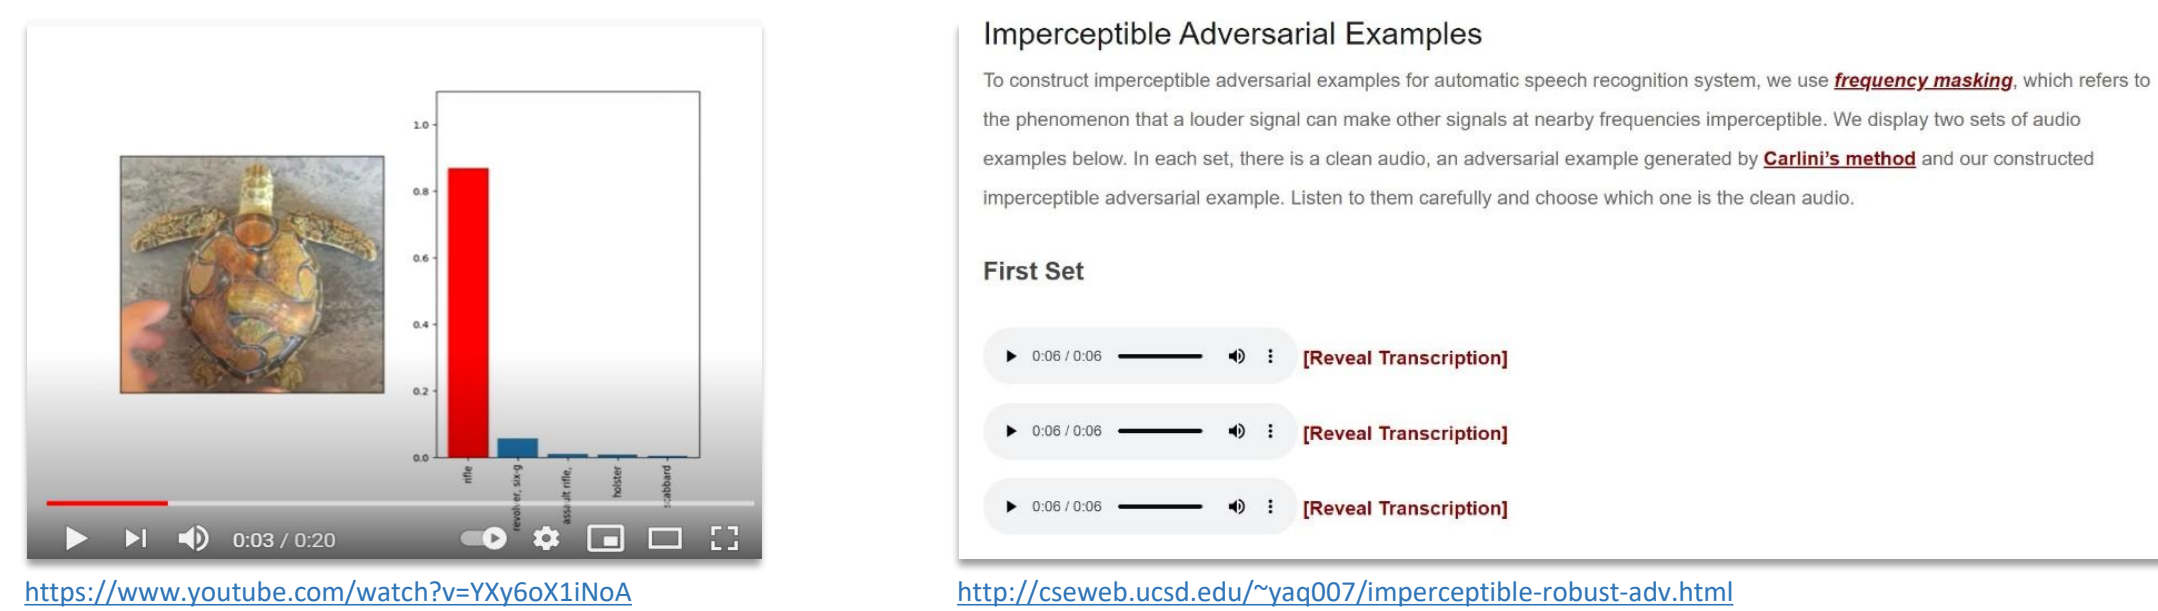 1.0
0.8
0.6
0.4
0.2
0.0
rifle
revolver, six-g
assault rifle,
holster
scabbard
0:03 / 0:20
https://www.youtube.com/watch?v=YXy6oX1iNoA
Imperceptible Adversarial Examples
To construct imperceptible adversarial examples for automatic speech recognition system, we use frequency masking, which refers to
the phenomenon that a louder signal can make other signals at nearby frequencies imperceptible. We display two sets of audio
examples below. In each set, there is a clean audio, an adversarial example generated by Carlini's method and our constructed
imperceptible adversarial example. Listen to them carefully and choose which one is the clean audio.
First Set
0:06 / 0:06 [Reveal Transcription]
0:06 / 0:06 [Reveal Transcription]
0:06 / 0:06 [Reveal Transcription]
http://cseweb.ucsd.edu/~yaq007/imperceptible-robust-adv.html